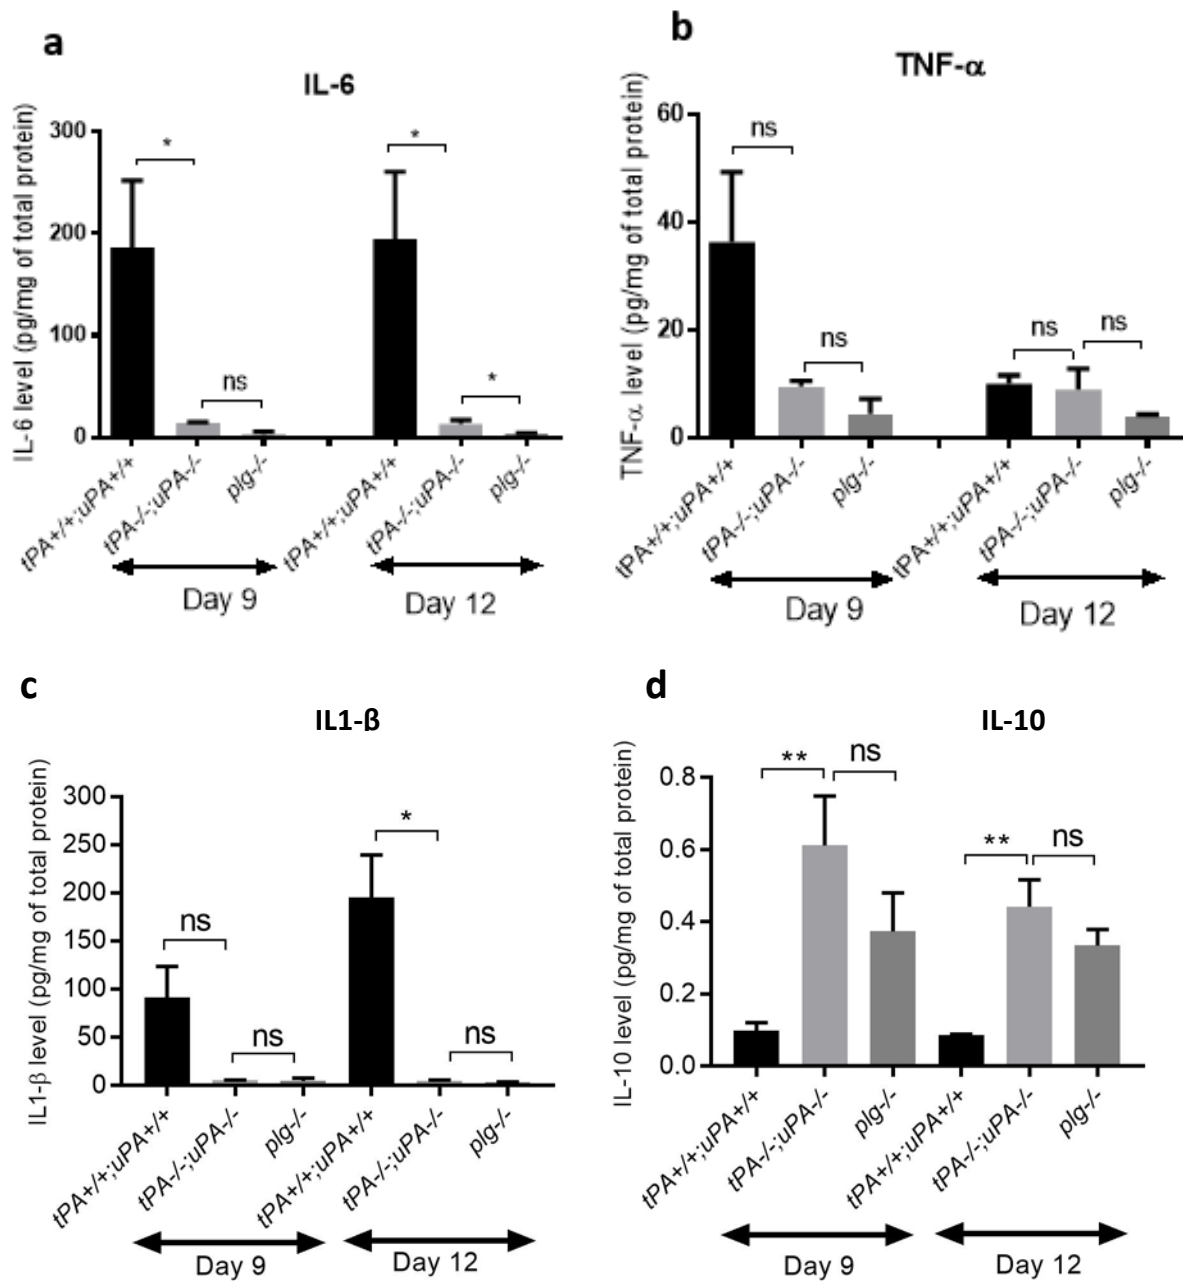 a
IL-6
IL-6 level (pg/mg of total protein)
300
200
100
0
*
ns
*
*
tPA+/+;uPA+/+
tPA-/-;uPA-/-
plg-/-
tPA+/+;uPA+/+
tPA-/-;uPA-/-
plg-/-
Day 9
Day 12
b
TNF-α
TNF-α level (pg/mg of total protein)
60
40
20
0
ns
ns
ns
ns
tPA+/+;uPA+/+
tPA-/-;uPA-/-
plg-/-
tPA+/+;uPA+/+
tPA-/-;uPA-/-
plg-/-
Day 9
Day 12
c
IL1-β
IL1-β level (pg/mg of total protein)
300
250
200
150
100
50
0
ns
ns
*
ns
tPA+/+;uPA+/+
tPA-/-;uPA-/-
plg-/-
tPA+/+;uPA+/+
tPA-/-;uPA-/-
plg-/-
Day 9
Day 12
d
IL-10
IL-10 level (pg/mg of total protein)
0.8
0.6
0.4
0.2
0.0
**
ns
**
ns
tPA+/+;uPA+/+
tPA-/-;uPA-/-
plg-/-
tPA+/+;uPA+/+
tPA-/-;uPA-/-
plg-/-
Day 9
Day 12